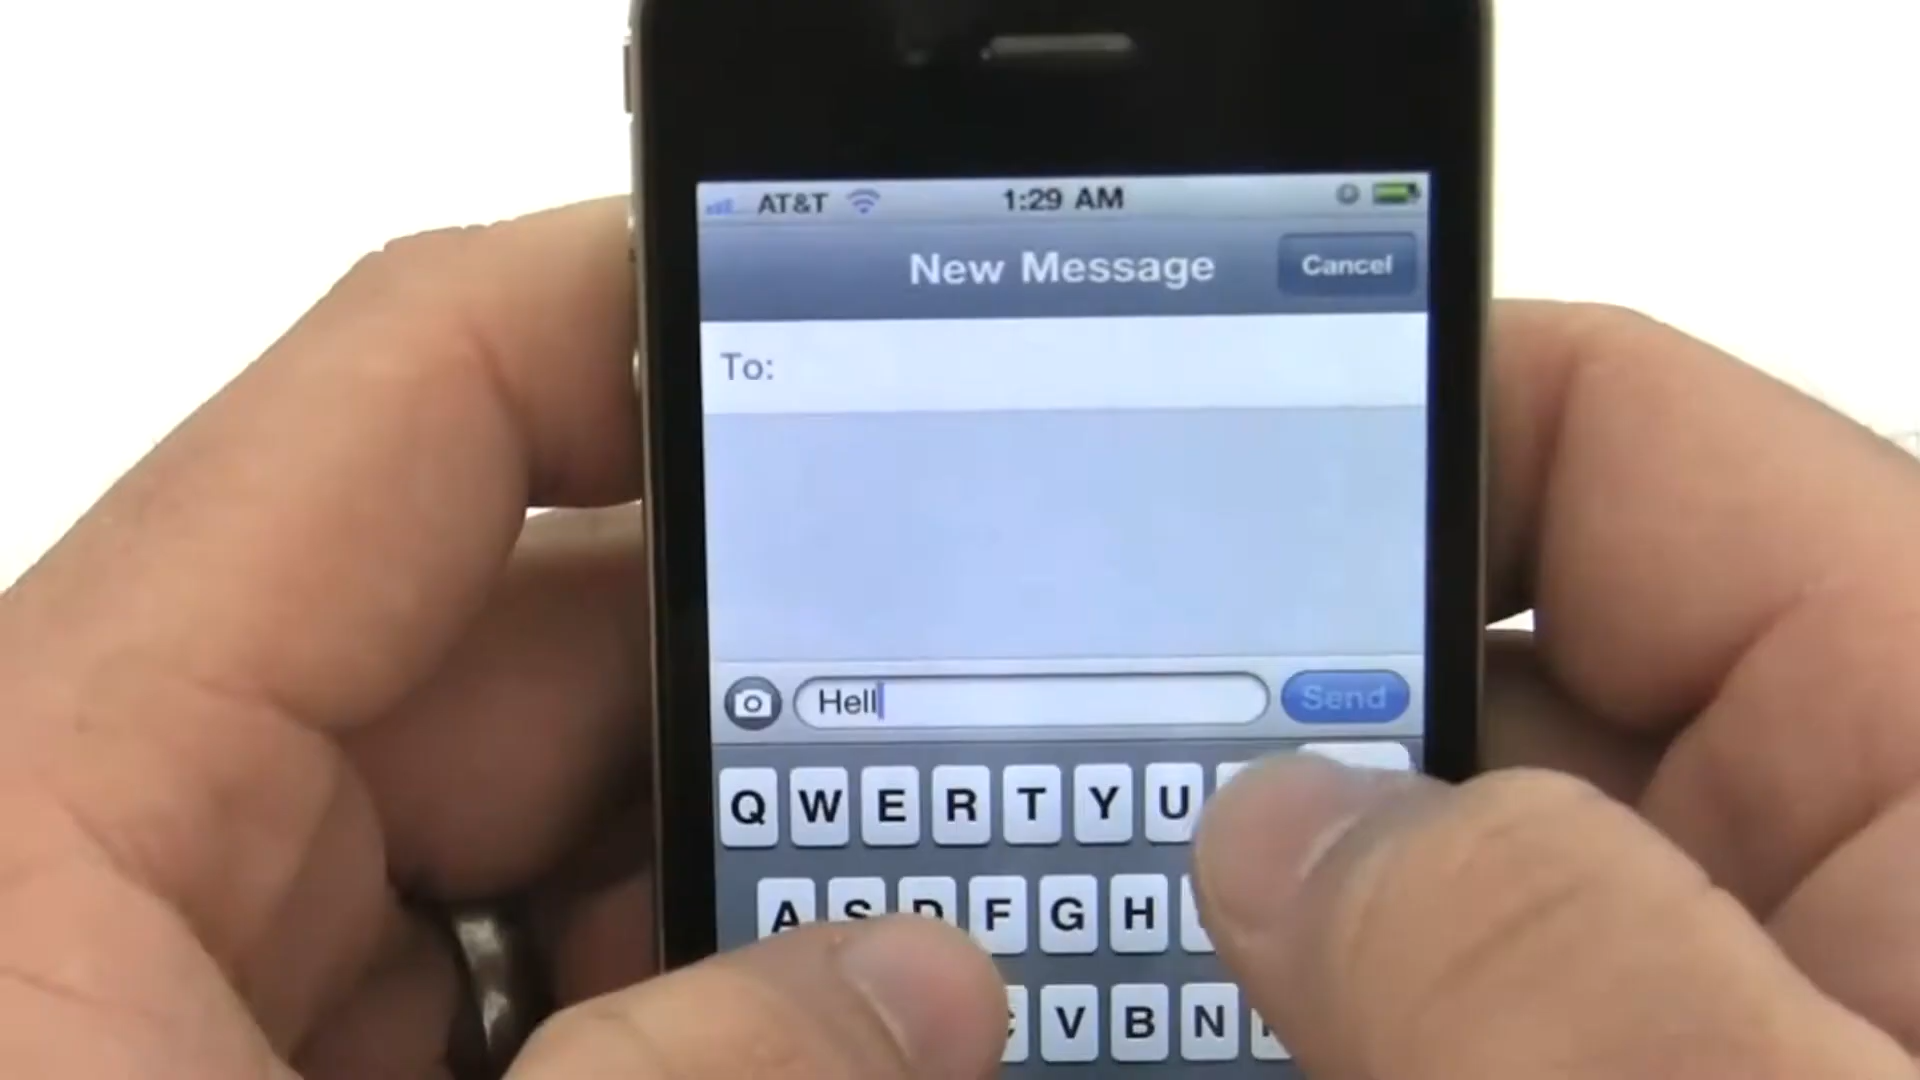 AT&T 1:29 AM
New Message Cancel
To:
Hell Send
Q W E R T Y U
A S D F G H
V B N